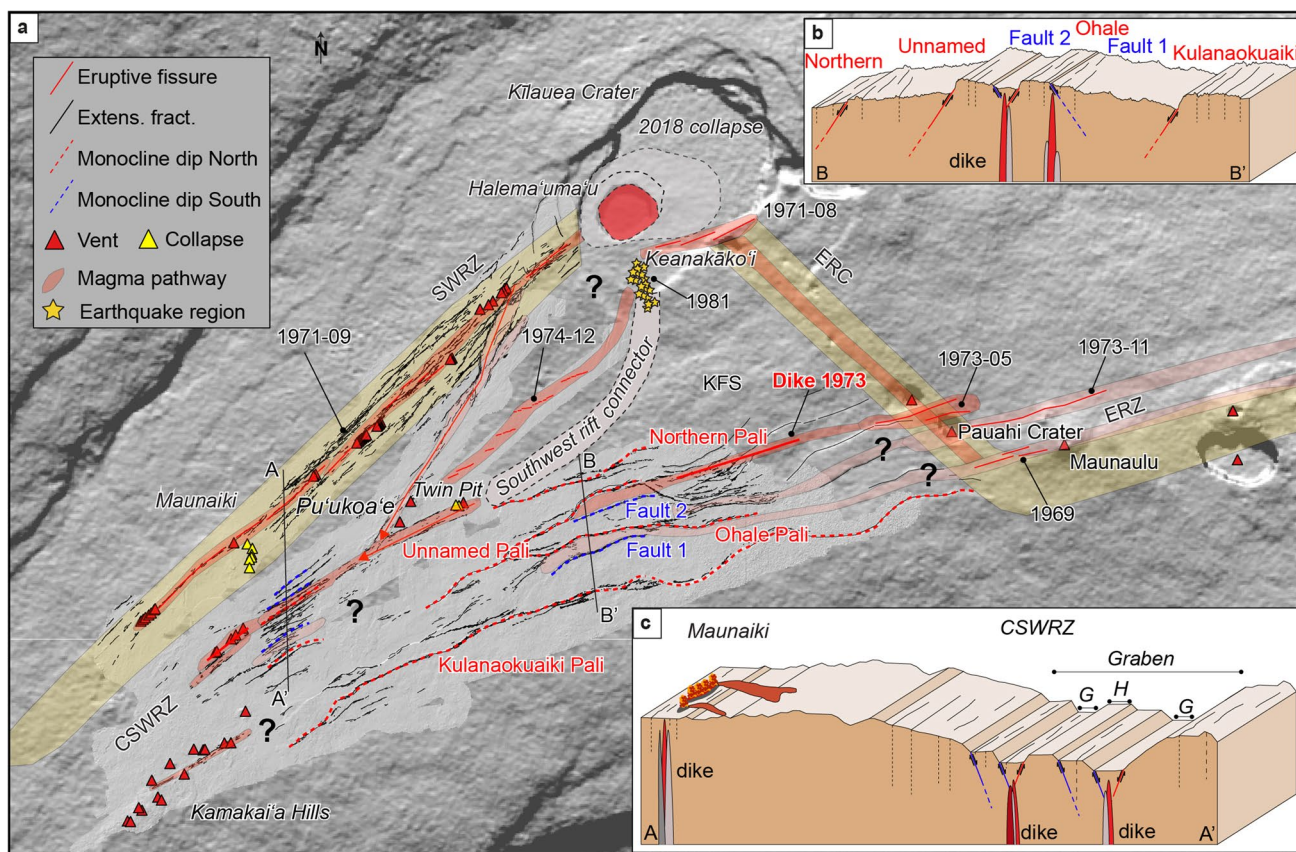 a
N
Eruptive fissure
Extens. fract.
Monocline dip North
Monocline dip South
Vent
Collapse
Magma pathway
Earthquake region
Kīlauea Crater
2018 collapse
Halemaʻumaʻu
1971-08
Keanakākoʻi
ERC
SWRZ
?
1981
1971-09
1974-12
Southwest rift connector
KFS
Dike 1973
1973-05
1973-11
ERZ
Northern Pali
?
Pauahi Crater
?
Maunaulu
1969
A
B
Maunaiki
Puʻukoaʻe
Twin Pit
Fault 2
Unnamed Pali
Fault 1
Ohale Pali
?
B'
Kulanaokuaiki Pali
A'
CSWRZ
?
Kamakaiʻa Hills
b
Ohale
Fault 2
Fault 1
Unnamed
Northern
Kulanaokuaiki
dike
B
B'
c
Maunaiki
CSWRZ
Graben
G
H
G
dike
dike
dike
A
A'